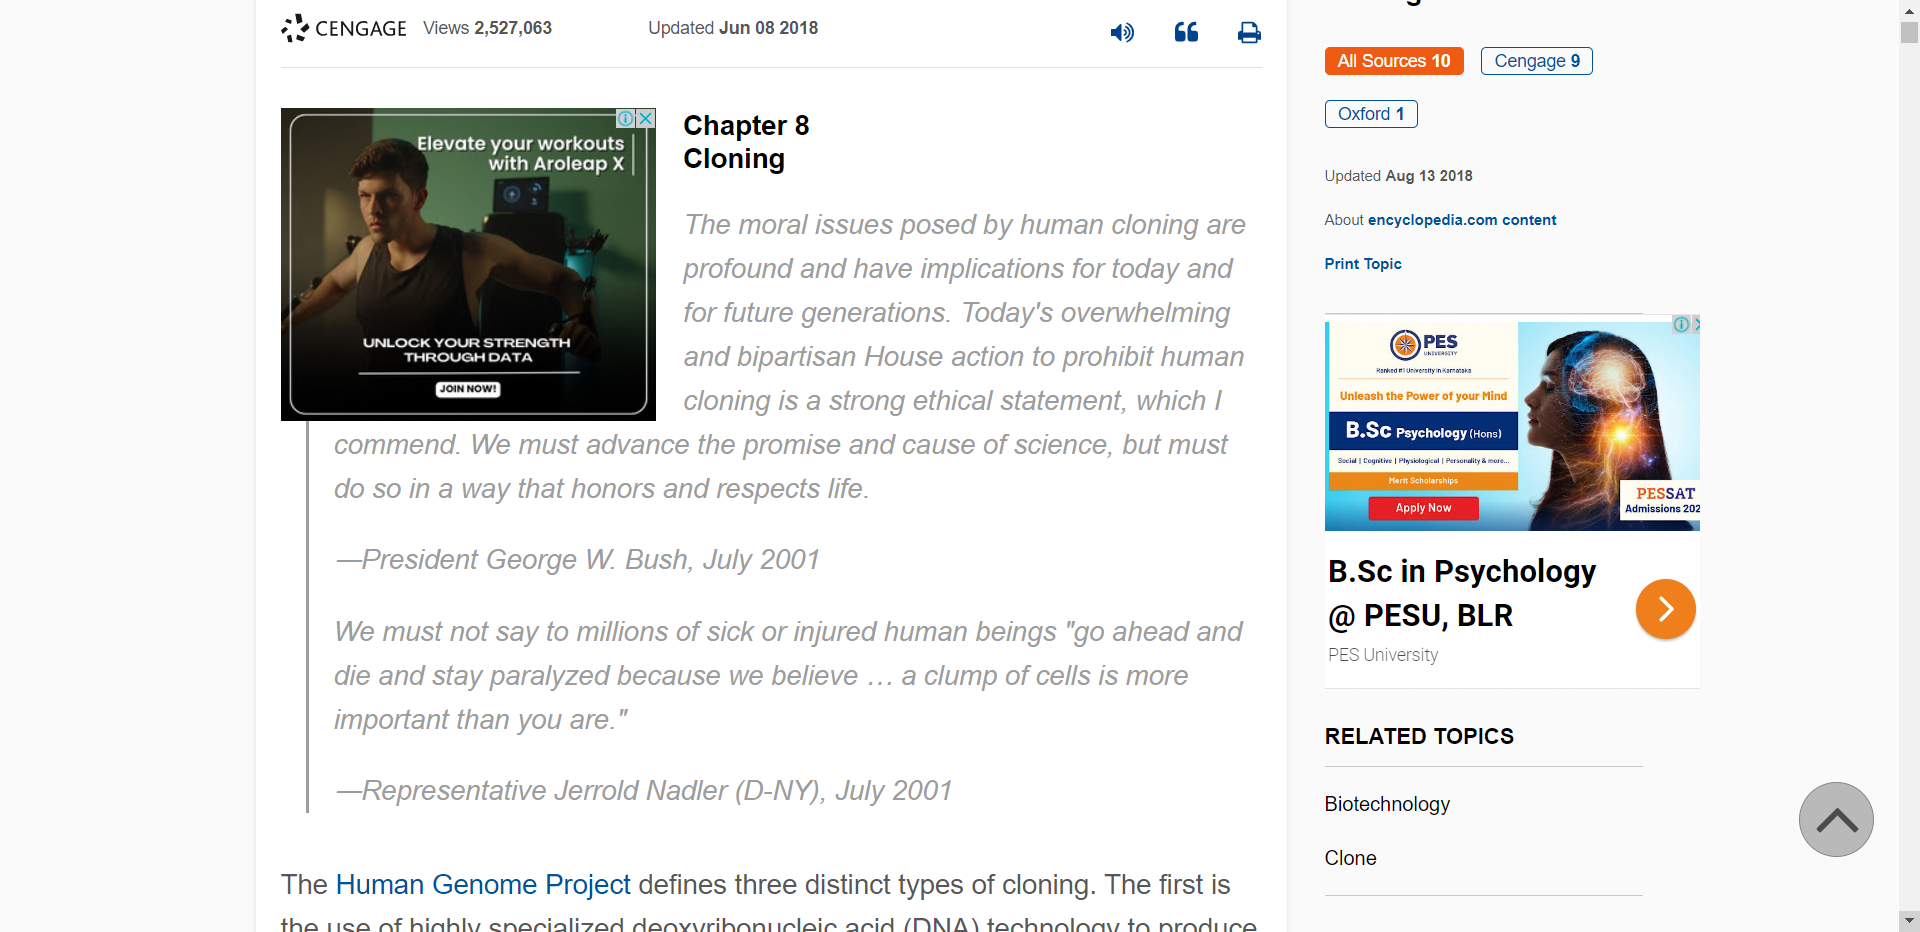 CENGAGE Views 2,527,063 Updated Jun 08 2018
Elevate your workouts
with Aroleap X
UNLOCK YOUR STRENGTH
THROUGH DATA
JOIN NOW!
Chapter 8
Cloning
The moral issues posed by human cloning are
profound and have implications for today and
for future generations. Today's overwhelming
and bipartisan House action to prohibit human
cloning is a strong ethical statement, which I
commend. We must advance the promise and cause of science, but must
do so in a way that honors and respects life.
—President George W. Bush, July 2001
We must not say to millions of sick or injured human beings "go ahead and
die and stay paralyzed because we believe … a clump of cells is more
important than you are."
—Representative Jerrold Nadler (D-NY), July 2001
The Human Genome Project defines three distinct types of cloning. The first is
the use of highly specialized deoxyribonucleic acid (DNA) technology to produce
All Sources 10
Cengage 9
Oxford 1
Updated Aug 13 2018
About encyclopedia.com content
Print Topic
PES
UNIVERSITY
Ranked #1 University in Karnataka
Unleash the Power of your Mind
B.Sc Psychology (Hons)
Social | Cognitive | Physiological | Personality & more...
Merit Scholarships
Apply Now
PESSAT
Admissions 202
B.Sc in Psychology
@ PESU, BLR
PES University
RELATED TOPICS
Biotechnology
Clone